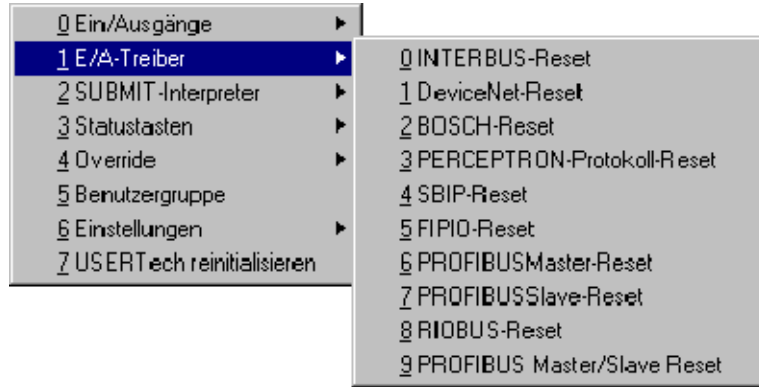 0 Ein/Ausgänge
1 E/A-Treiber
2 SUBMIT-Interpreter
3 Statustasten
4 Override
5 Benutzergruppe
6 Einstellungen
7 USERTech reinitialisieren
0 INTERBUS-Reset
1 DeviceNet-Reset
2 BOSCH-Reset
3 PERCEPTRON-Protokoll-Reset
4 SBIP-Reset
5 FIPIO-Reset
6 PROFIBUSMaster-Reset
7 PROFIBUSSlave-Reset
8 RIOBUS-Reset
9 PROFIBUS Master/Slave Reset